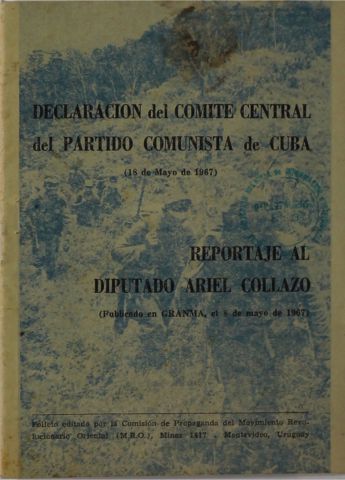 DECLARACION del COMITE CENTRAL
del PARTIDO COMUNISTA de CUBA
(18 de Mayo de 1967)
REPORTAJE AL
DIPUTADO ARIEL COLLAZO
(Publicado en GRANMA, el 8 de mayo de 1967)
Folleto editado por la Comisión de Propaganda del Movimiento Revo-
lucionario Oriental (M.R.O.), Minas 1417 . Montevideo, Uruguay